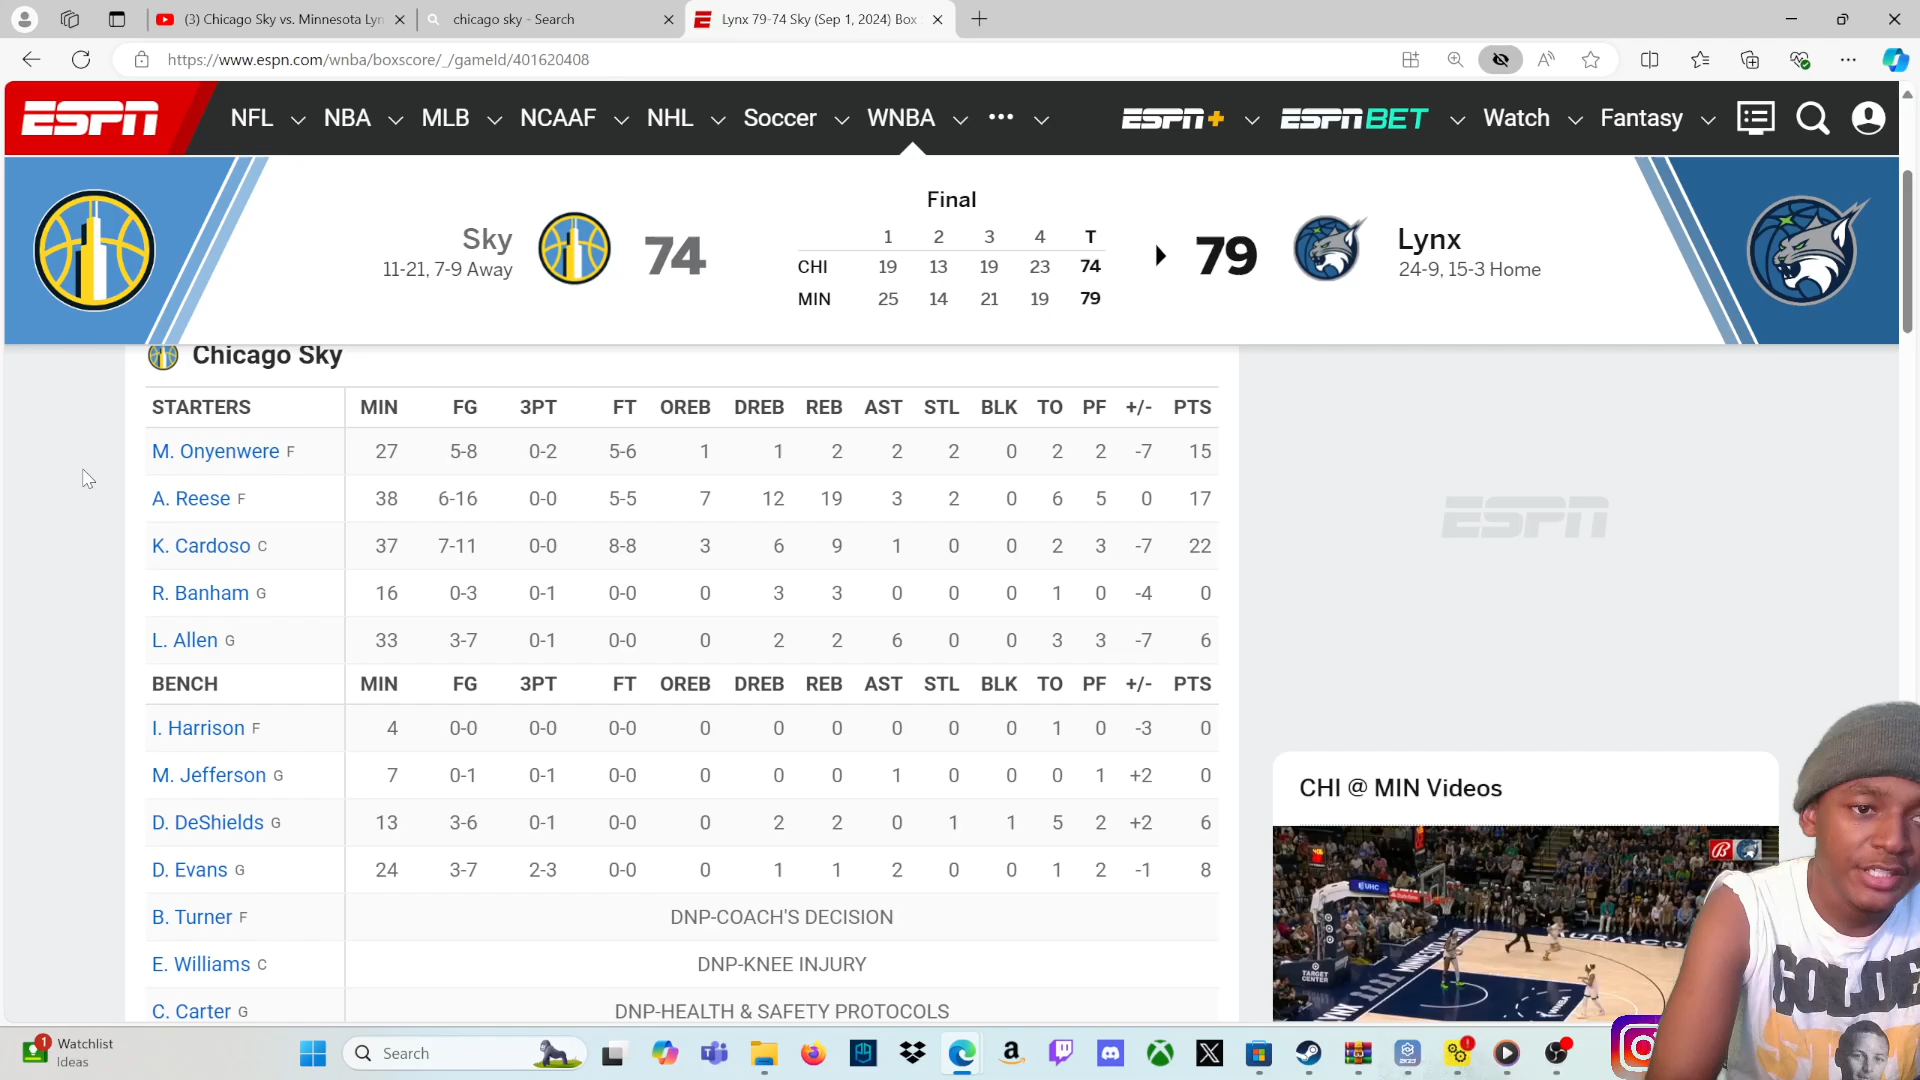 (3) Chicago Sky vs. Minnesota Lyn
chicago sky - Search
Lynx 79-74 Sky (Sep 1, 2024) Box
https://www.espn.com/wnba/boxscore/_/gameId/401620408
ESPN NFL NBA MLB NCAAF NHL Soccer WNBA ••• ESPN+ ESPN BET Watch Fantasy
Final
Sky 74 79 Lynx
11-21, 7-9 Away 24-9, 15-3 Home
1 2 3 4 T
CHI 19 13 19 23 74
MIN 25 14 21 19 79
Chicago Sky
STARTERS MIN FG 3PT FT OREB DREB REB AST STL BLK TO PF +/- PTS
M. Onyenwere F 27 5-8 0-2 5-6 1 1 2 2 2 0 2 2 -7 15
A. Reese F 38 6-16 0-0 5-5 7 12 19 3 2 0 6 5 0 17
K. Cardoso C 37 7-11 0-0 8-8 3 6 9 1 0 0 2 3 -7 22
R. Banham G 16 0-3 0-1 0-0 0 3 3 0 0 0 1 0 -4 0
L. Allen G 33 3-7 0-1 0-0 0 2 2 6 0 0 3 3 -7 6
BENCH MIN FG 3PT FT OREB DREB REB AST STL BLK TO PF +/- PTS
I. Harrison F 4 0-0 0-0 0-0 0 0 0 0 0 0 1 0 -3 0
M. Jefferson G 7 0-1 0-1 0-0 0 0 0 1 0 0 0 1 +2 0
D. DeShields G 13 3-6 0-1 0-0 0 2 2 0 1 1 5 2 +2 6
D. Evans G 24 3-7 2-3 0-0 0 1 1 2 0 0 1 2 -1 8
B. Turner F DNP-COACH'S DECISION
E. Williams C DNP-KNEE INJURY
C. Carter G DNP-HEALTH & SAFETY PROTOCOLS
ESPN
CHI @ MIN Videos
UHC
TARGET CENTER
GOLDE
ST
1 Watchlist
Ideas
Search